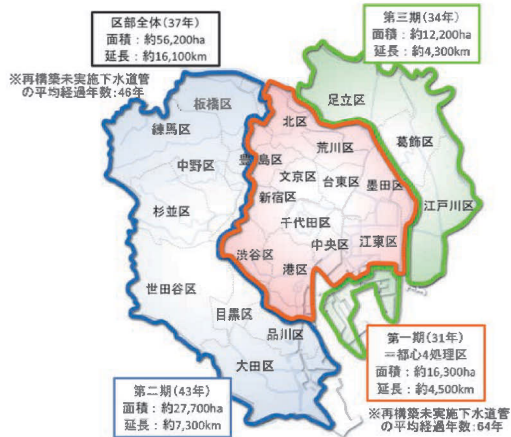 区部全体(37年)
面積：約56,200ha
延長：約16,100km
※再構築未実施下水道管
の平均経過年数：46年
第三期(34年)
面積：約12,200ha
延長：約4,300km
足立区
板橋区
北区
練馬区
荒川区
葛飾区
中野区
豊島区
文京区
台東区
墨田区
新宿区
江戸川区
杉並区
千代田区
中央区
江東区
渋谷区
港区
世田谷区
目黒区
品川区
大田区
第一期(31年)
＝都心4処理区
面積：約16,300ha
延長：約4,500km
※再構築未実施下水道管
の平均経過年数：64年
第二期(43年)
面積：約27,700ha
延長：約7,300km